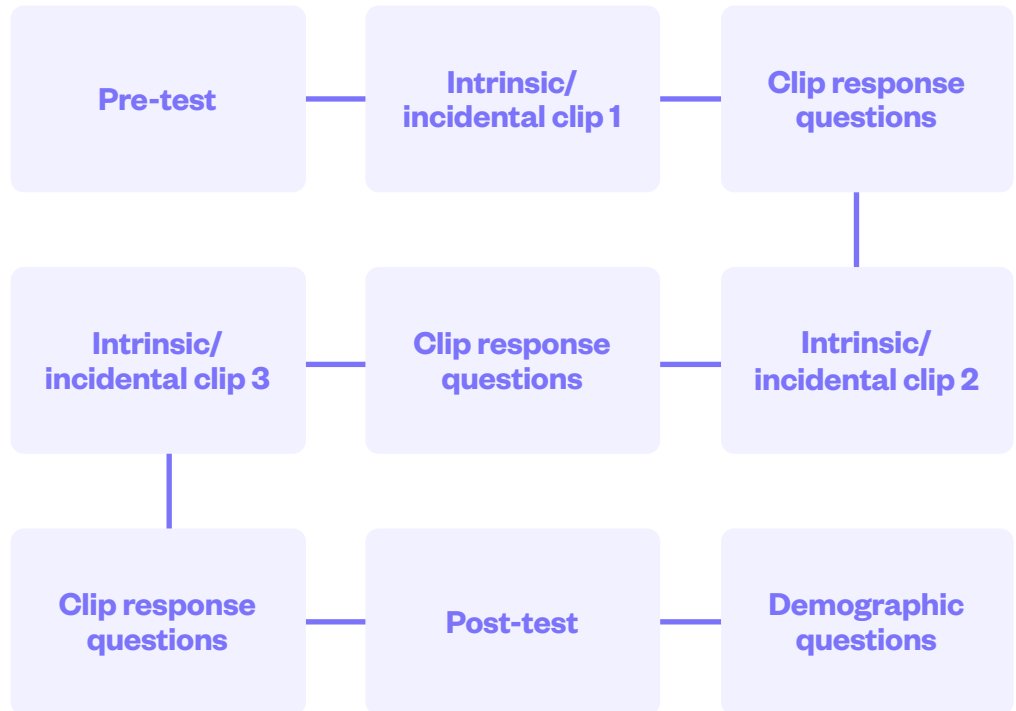 Pre-test
Intrinsic/
incidental clip 1
Clip response
questions
Intrinsic/
incidental clip 3
Clip response
questions
Intrinsic/
incidental clip 2
Clip response
questions
Post-test
Demographic
questions